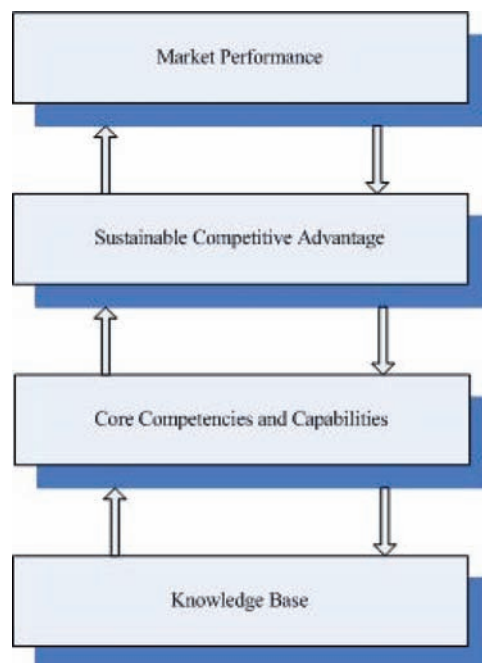 Market Performance
Sustainable Competitive Advantage
Core Competencies and Capabilities
Knowledge Base